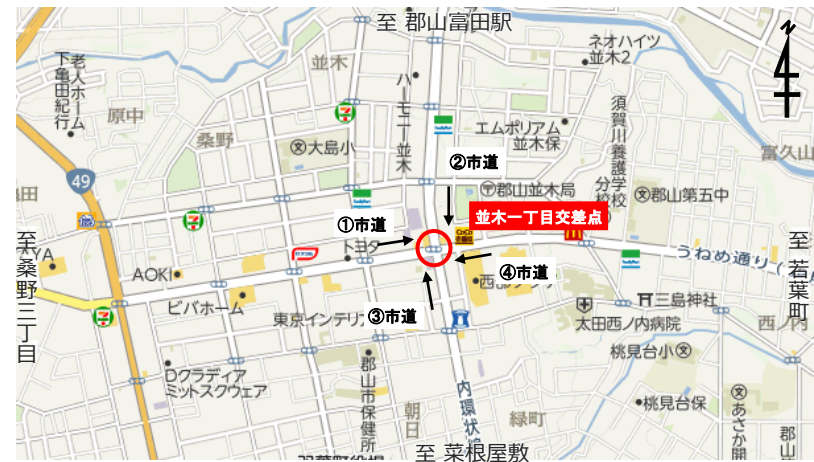 至 郡山富田駅
ネオハイツ
並木2
並木
老人ホーム
下亀田紀行
ハーモニー並木
原中
桑野
大島小
エムポリアム
並木保
須賀川養護学校
分校
富久山
②市道
郡山並木局
郡山第五中
49
並木一丁目交差点
①市道
トヨタ
至 桑野三丁目
うねめ通り
至 若葉町
AOKI
④市道
ビバホーム
三島神社
東京インテリア
③市道
太田西ノ内病院
西ノ内
桃見台小
Dクラディア
ミットスクウェア
郡山市保健所
朝日
内環状線
緑町
桃見台保
あさか開
郡山
至 菜根屋敷